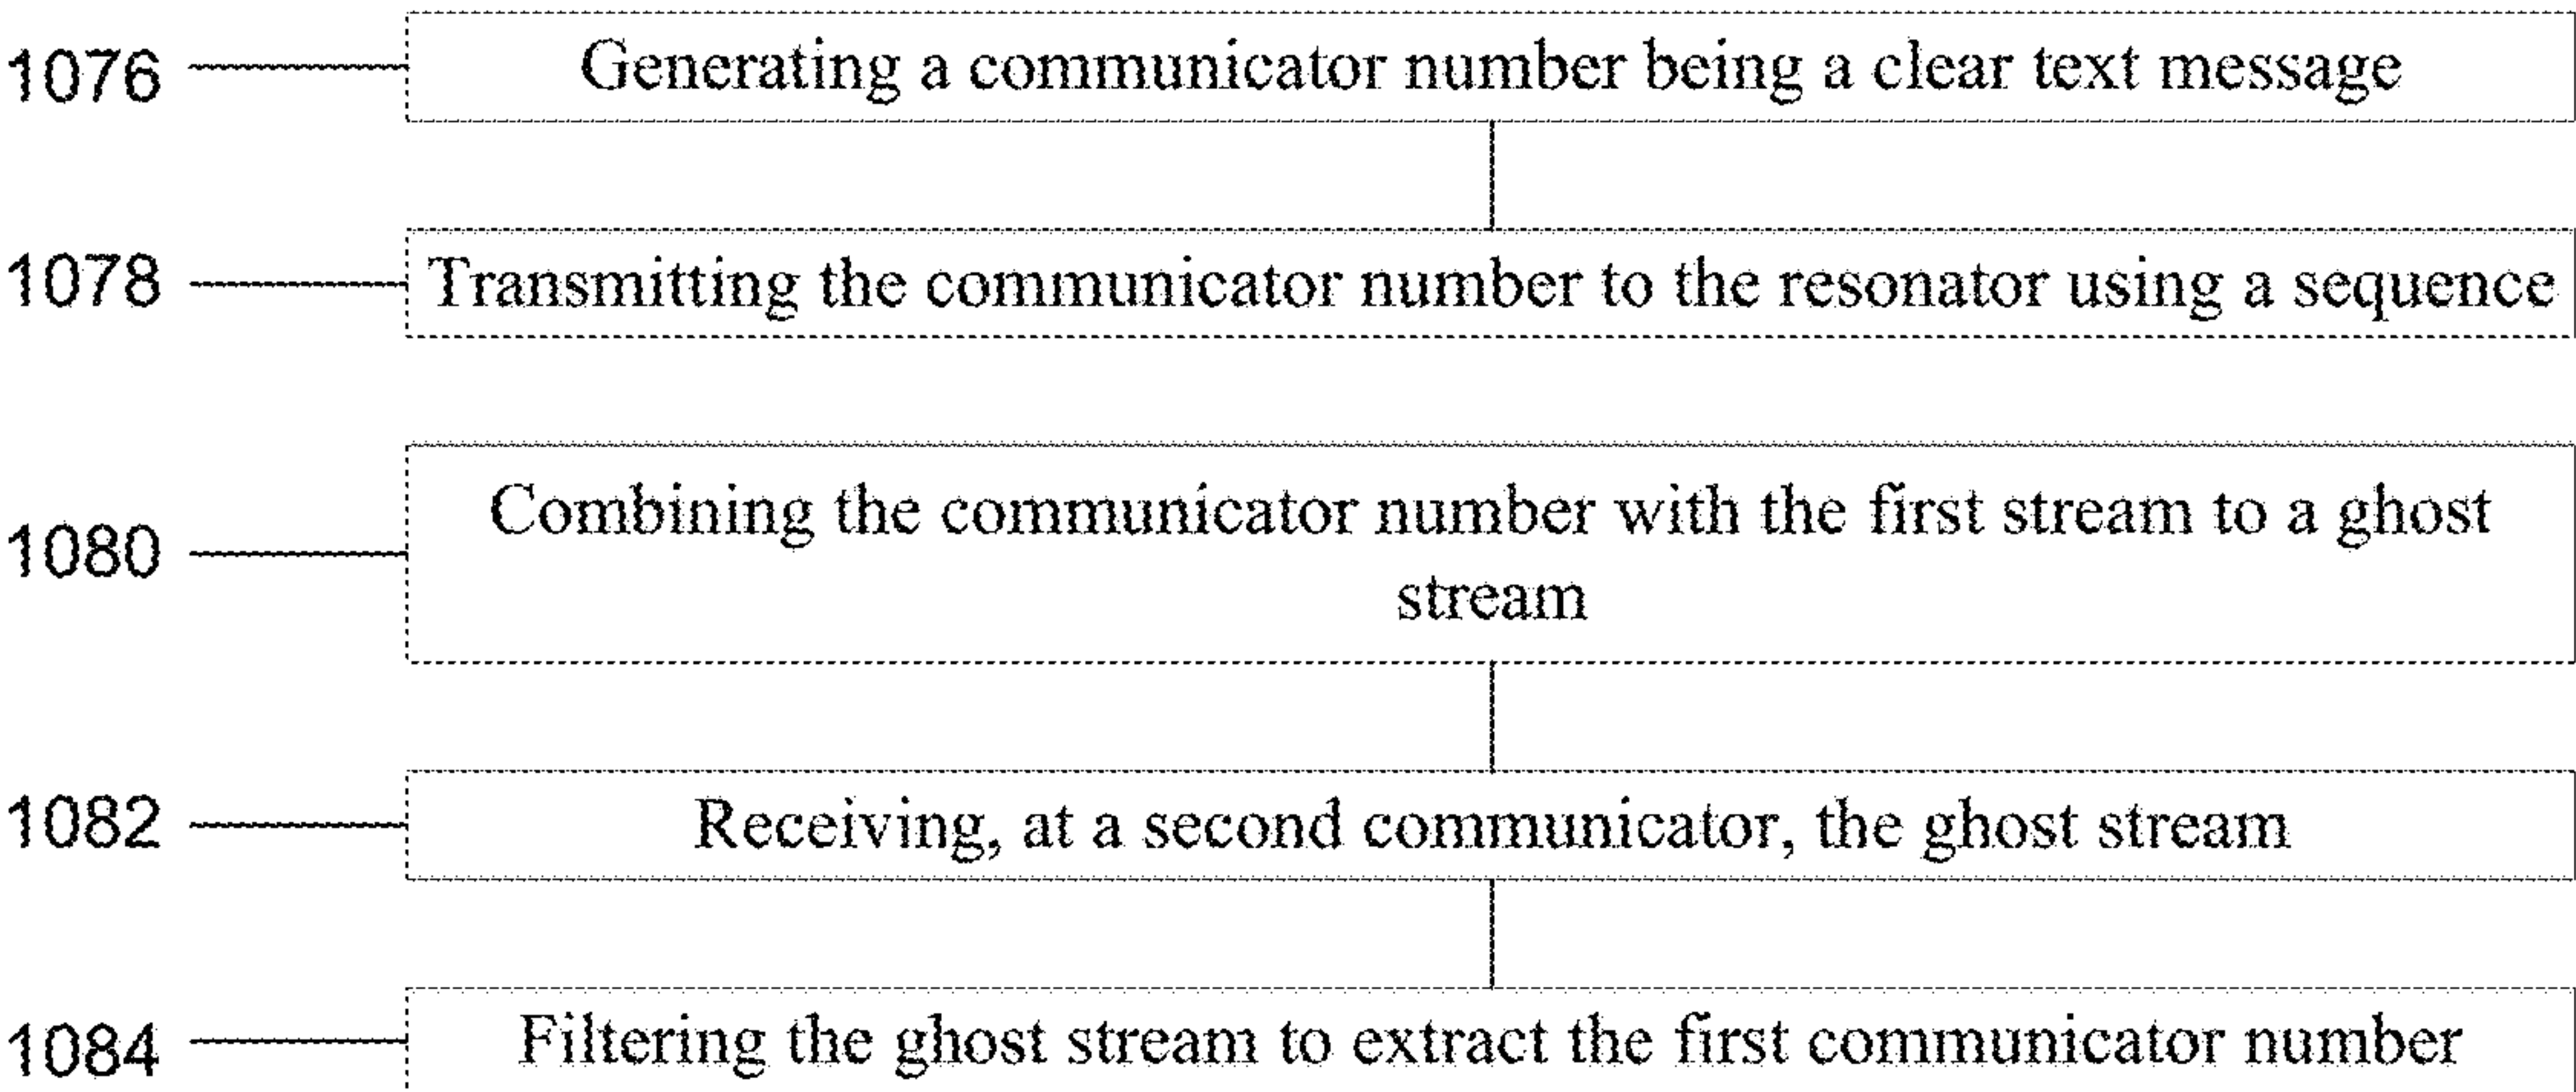 1076 Generating a communicator number being a clear text message
1078 Transmitting the communicator number to the resonator using a sequence
1080 Combining the communicator number with the first stream to a ghost
stream
1082 Receiving, at a second communicator, the ghost stream
1084 Filtering the ghost stream to extract the first communicator number